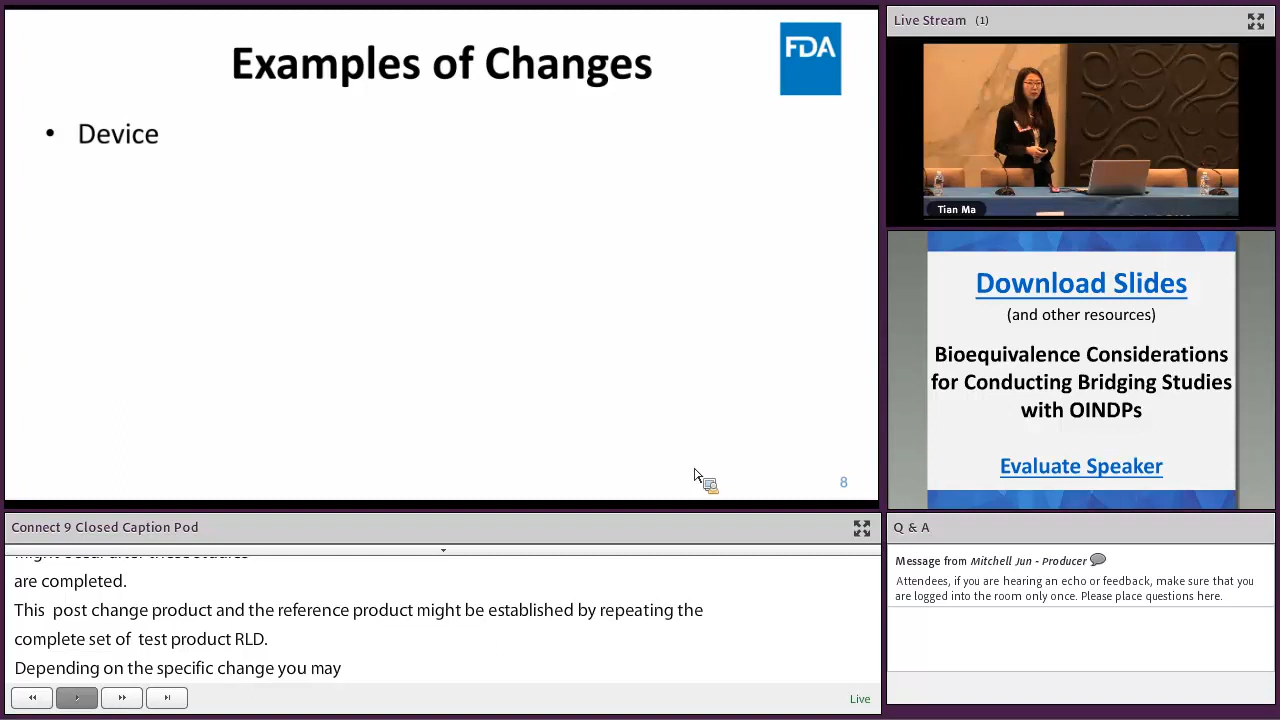 Examples of Changes
FDA
• Device
8
Live Stream (1)
Tian Ma
Download Slides
(and other resources)
Bioequivalence Considerations
for Conducting Bridging Studies
with OINDPs
Evaluate Speaker
Connect 9 Closed Caption Pod
are completed.
This post change product and the reference product might be established by repeating the
complete set of test product RLD.
Depending on the specific change you may
Live
Q & A
Message from Mitchell Jun - Producer
Attendees, if you are hearing an echo or feedback, make sure that you
are logged into the room only once. Please place questions here.